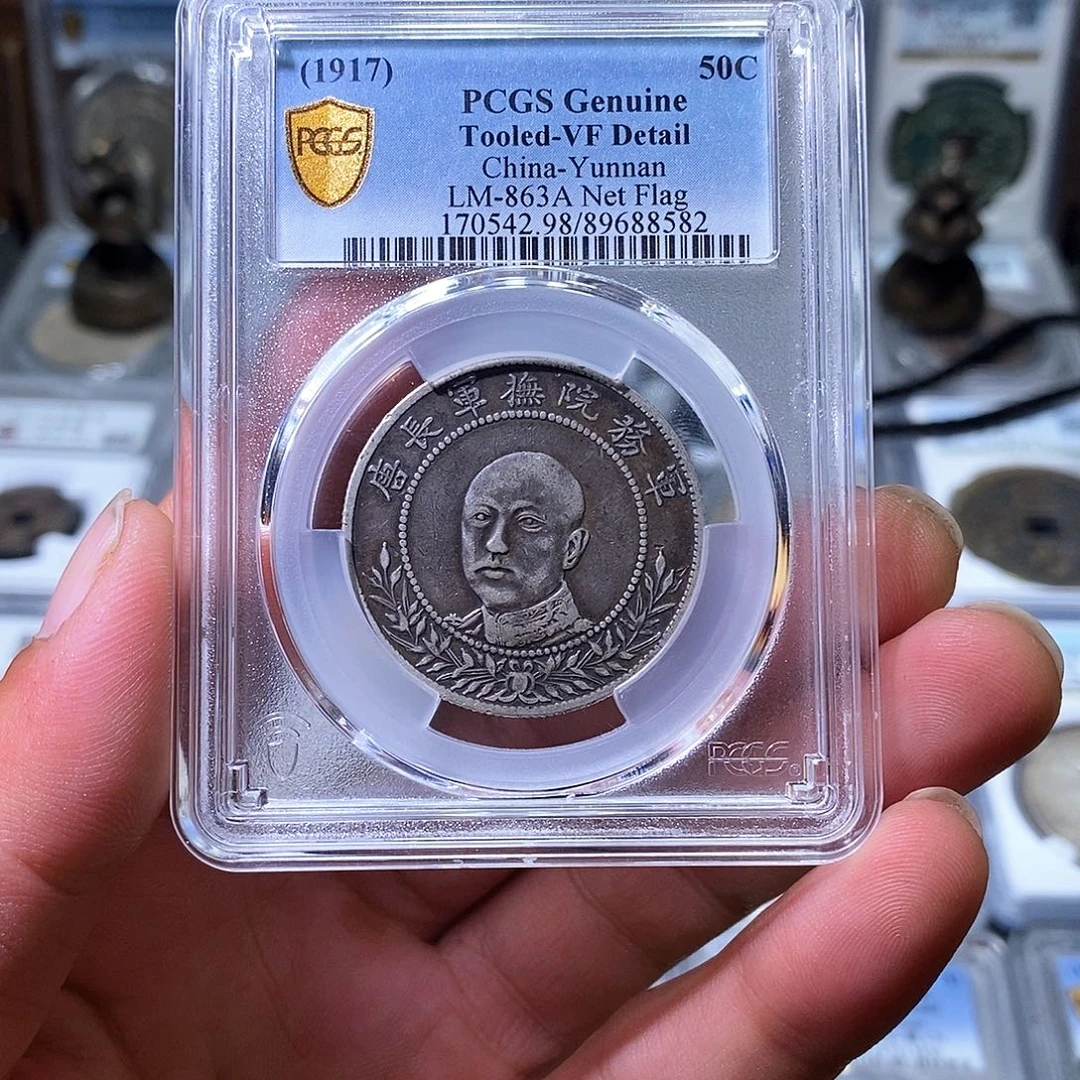 (1917) 50C
PCGS
PCGS Genuine
Tooled-VF Detail
China-Yunnan
LM-863A Net Flag
170542.98/89688582
軍務院撫軍長唐
PCGS